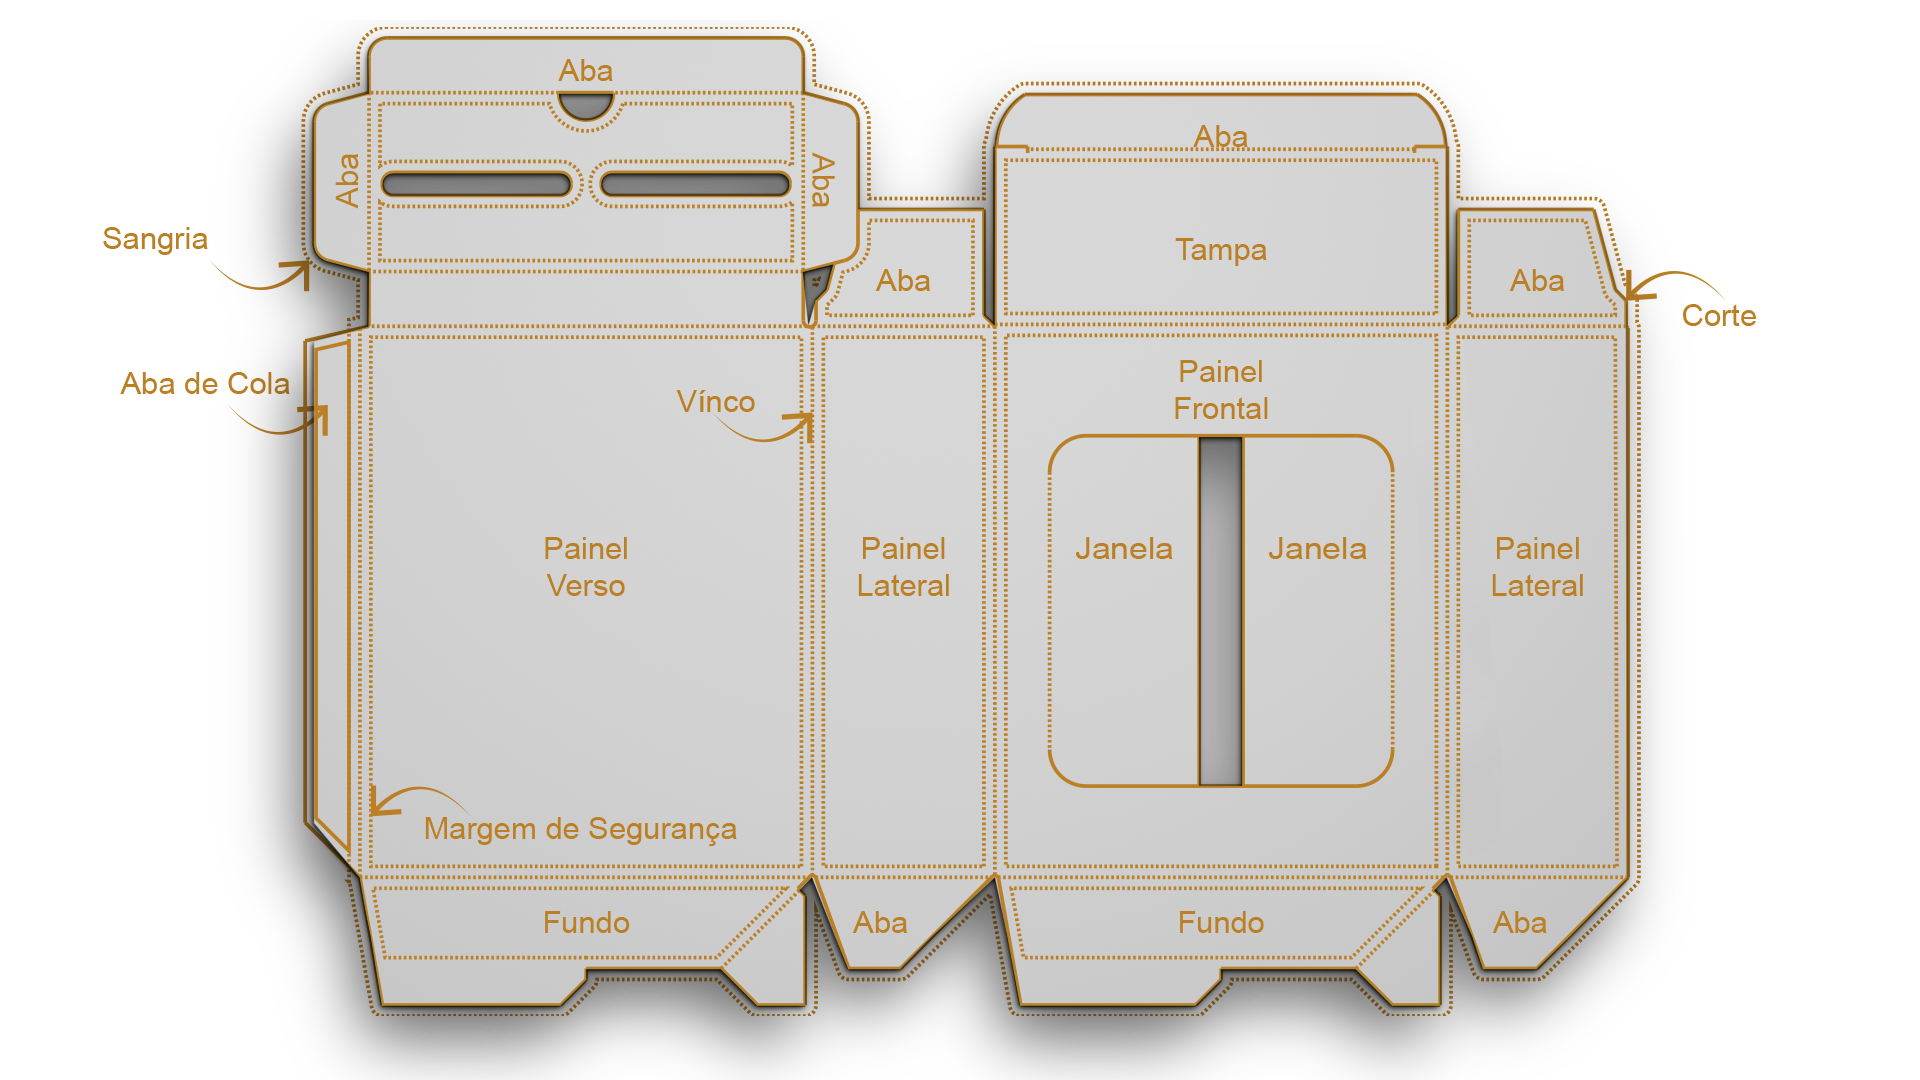 Aba
Aba
Aba
Aba
Sangria
Aba
Tampa
Aba
Corte
Aba de Cola
Vínco
Painel
Frontal
Painel
Verso
Painel
Lateral
Janela
Janela
Painel
Lateral
Margem de Segurança
Fundo
Aba
Fundo
Aba